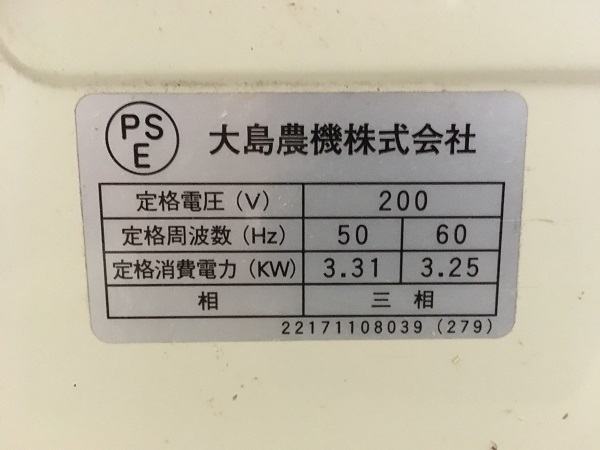 PS
E
大島農機株式会社
定格電圧(V) 200
定格周波数(Hz) 50 60
定格消費電力(KW) 3.31 3.25
相 三相
22171108039 (279)